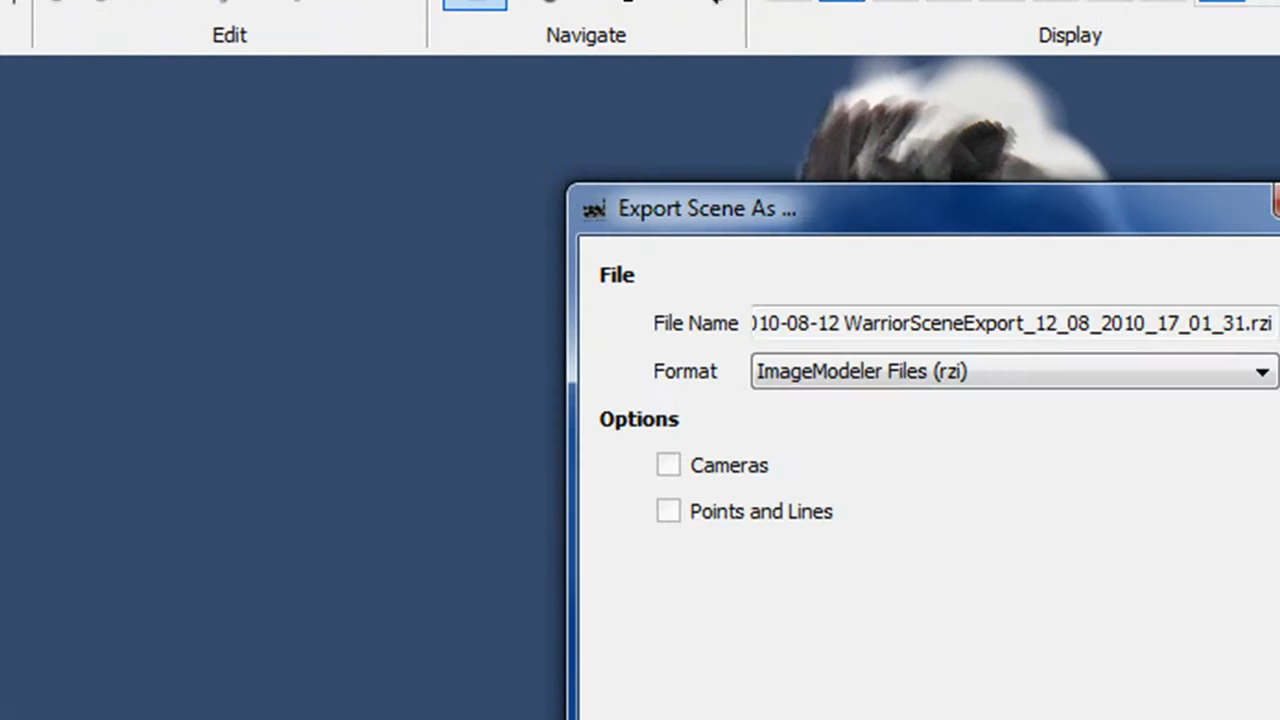 Edit
Navigate
Display
Export Scene As ...
File
File Name
010-08-12 WarriorSceneExport_12_08_2010_17_01_31.rzi
Format
ImageModeler Files (rzi)
Options
Cameras
Points and Lines